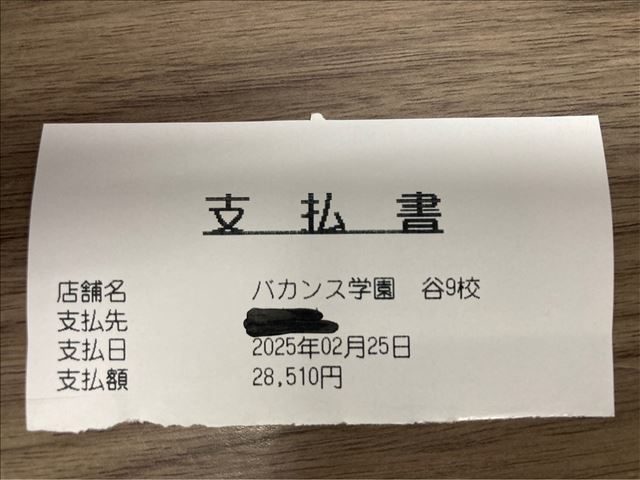 支払書
店舗名 バカンス学園 谷9校
支払先
支払日 2025年02月25日
支払額 28,510円